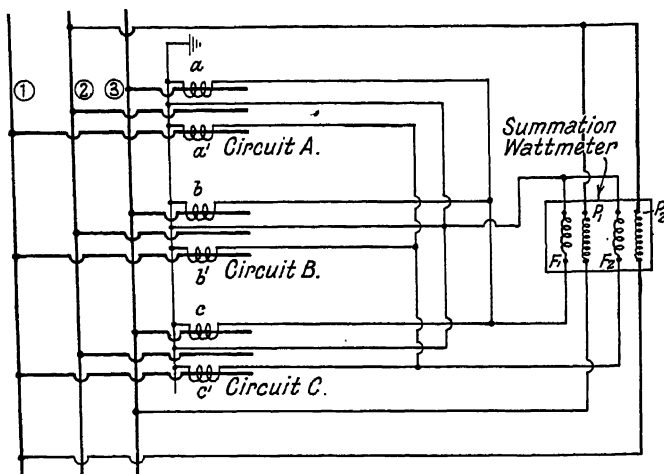 a
① ② ③
Summation
Wattmeter
a' Circuit A.
b
P₁ P₂
F₁ F₂
b' Circuit B.
c
c' Circuit C.